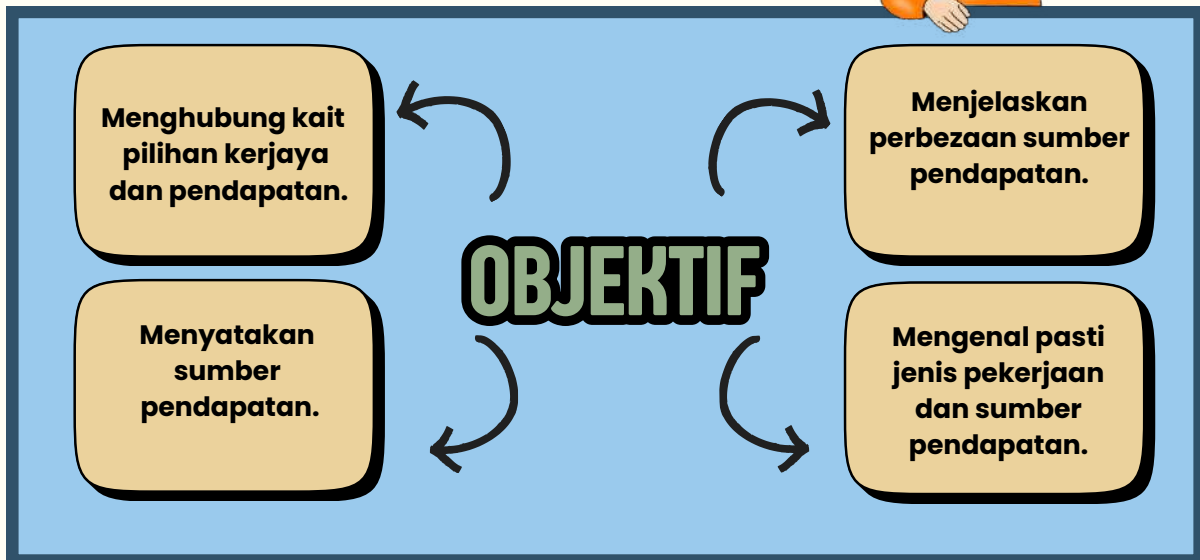 Menghubung kait
pilihan kerjaya
dan pendapatan.
Menjelaskan
perbezaan sumber
pendapatan.
OBJEKTIF
Menyatakan
sumber
pendapatan.
Mengenal pasti
jenis pekerjaan
dan sumber
pendapatan.